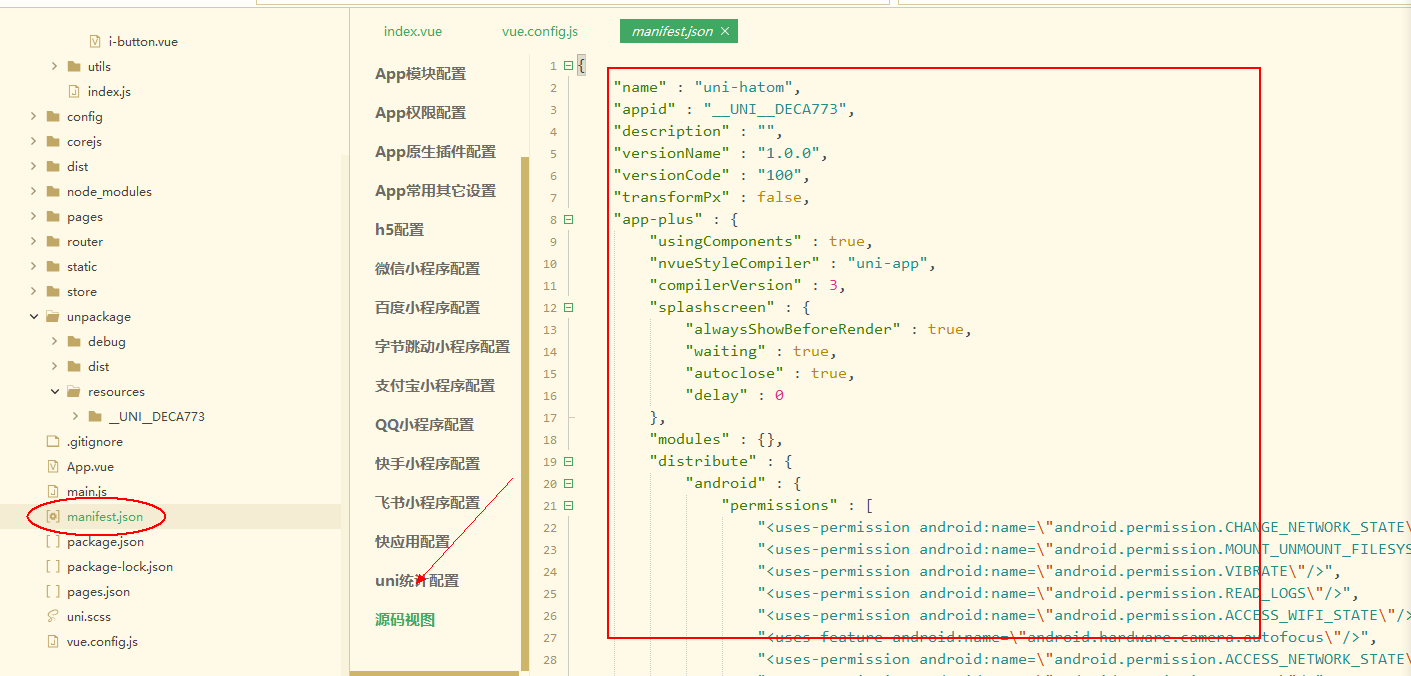 i-button.vue
utils
index.js
config
corejs
dist
node_modules
pages
router
static
store
unpackage
debug
dist
resources
__UNI__DECA773
.gitignore
App.vue
main.js
manifest.json
package.json
package-lock.json
pages.json
uni.scss
vue.config.js
index.vue
vue.config.js
manifest.json ×
App模块配置
App权限配置
App原生插件配置
App常用其它设置
h5配置
微信小程序配置
百度小程序配置
字节跳动小程序配置
支付宝小程序配置
QQ小程序配置
快手小程序配置
飞书小程序配置
快应用配置
uni统计配置
源码视图
1 {
2 "name" : "uni-hatom",
3 "appid" : "__UNI__DECA773",
4 "description" : "",
5 "versionName" : "1.0.0",
6 "versionCode" : "100",
7 "transformPx" : false,
8 "app-plus" : {
9 "usingComponents" : true,
10 "nvueStyleCompiler" : "uni-app",
11 "compilerVersion" : 3,
12 "splashscreen" : {
13 "alwaysShowBeforeRender" : true,
14 "waiting" : true,
15 "autoclose" : true,
16 "delay" : 0
17 },
18 "modules" : {},
19 "distribute" : {
20 "android" : {
21 "permissions" : [
22 "<uses-permission android:name=\"android.permission.CHANGE_NETWORK_STATE\
23 "<uses-permission android:name=\"android.permission.MOUNT_UNMOUNT_FILESYS
24 "<uses-permission android:name=\"android.permission.VIBRATE\"/>",
25 "<uses-permission android:name=\"android.permission.READ_LOGS\"/>",
26 "<uses-permission android:name=\"android.permission.ACCESS_WIFI_STATE\"/>
27 "<uses-feature android:name=\"android.hardware.camera.autofocus\"/>",
28 "<uses-permission android:name=\"android.permission.ACCESS_NETWORK_STATE\